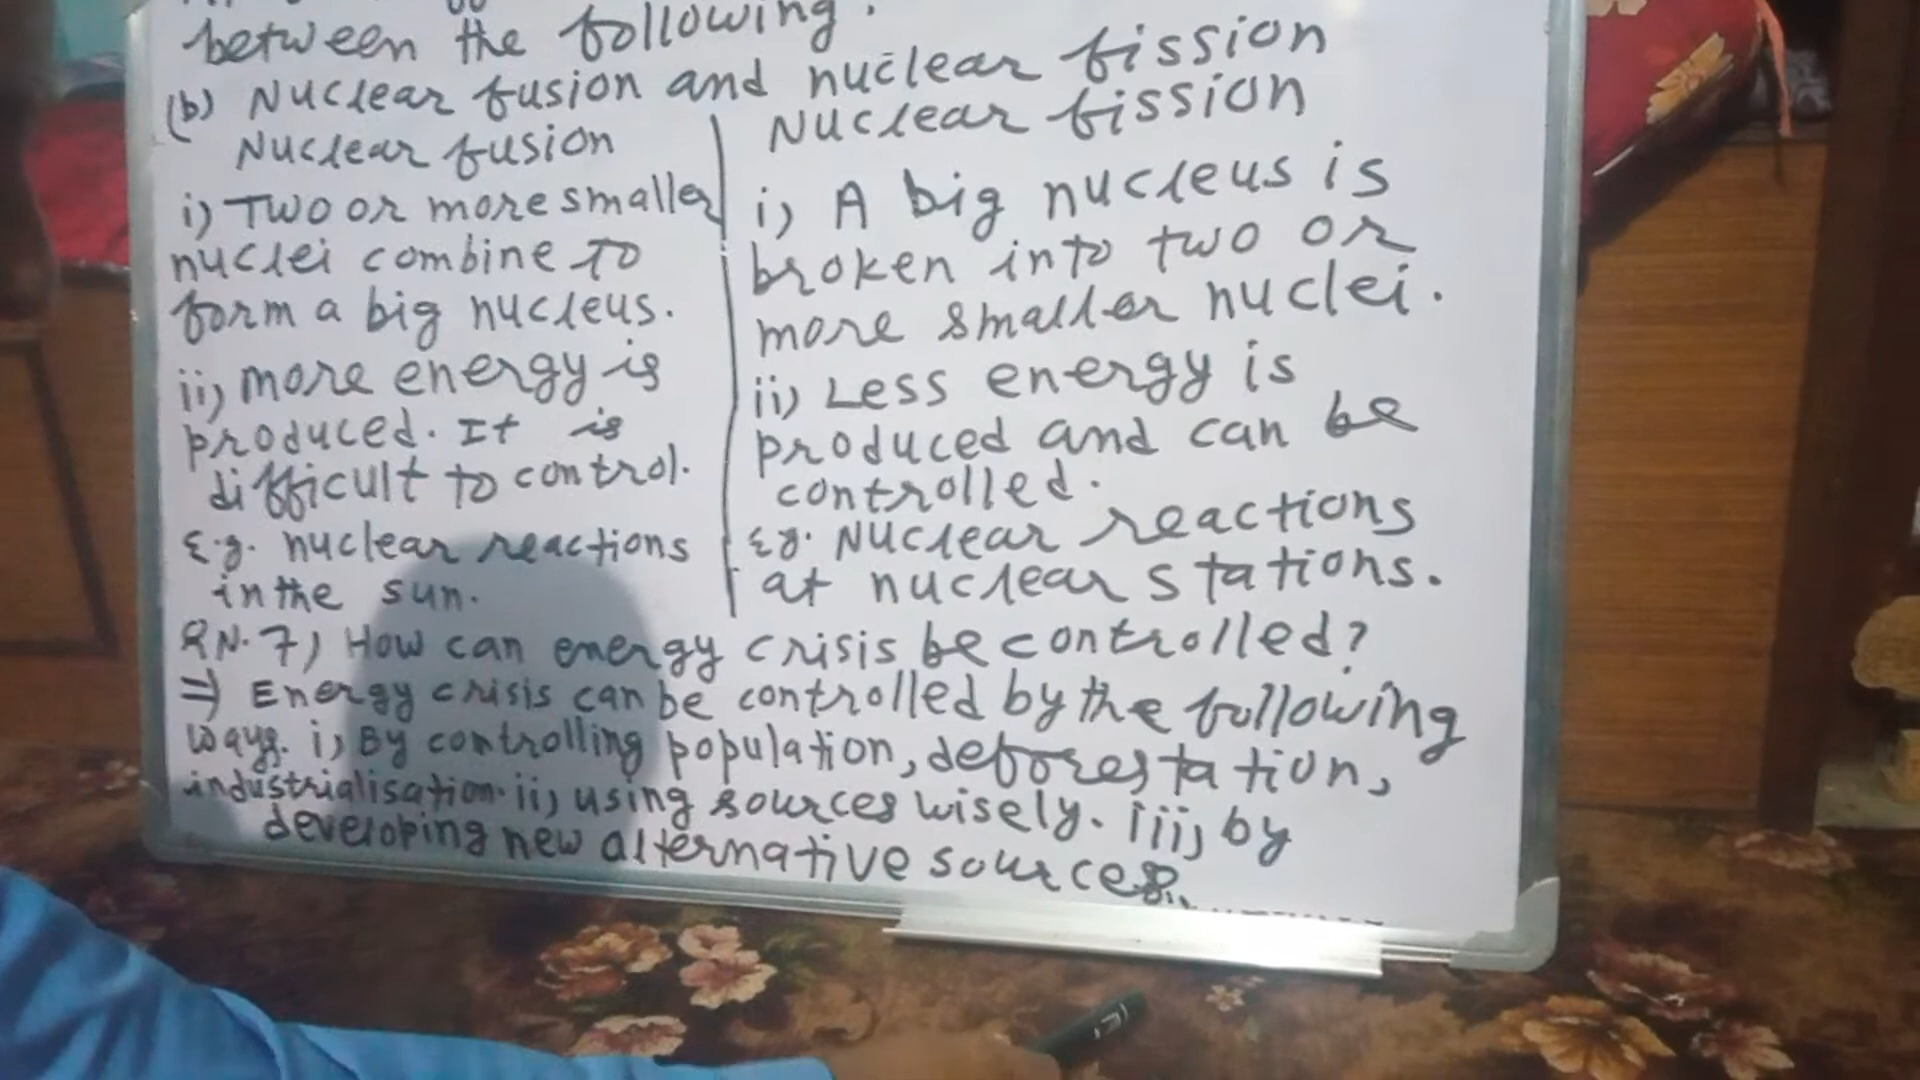 between the following.
(b) Nuclear fusion and nuclear fission
Nuclear fusion
i) Two or more smaller
nuclei combine to
form a big nucleus.
ii) more energy is
produced. It is
difficult to control.
E.g. nuclear reactions
in the sun.
Nuclear fission
i) A big nucleus is
broken into two or
more smaller nuclei.
ii) Less energy is
produced and can be
controlled.
Eg. Nuclear reactions
at nuclear stations.
QN.7) How can energy crisis be controlled?
⇒ Energy crisis can be controlled by the following
ways. i) By controlling population, deforestation,
industrialisation. ii) using sources wisely. iii) by
developing new alternative sources.